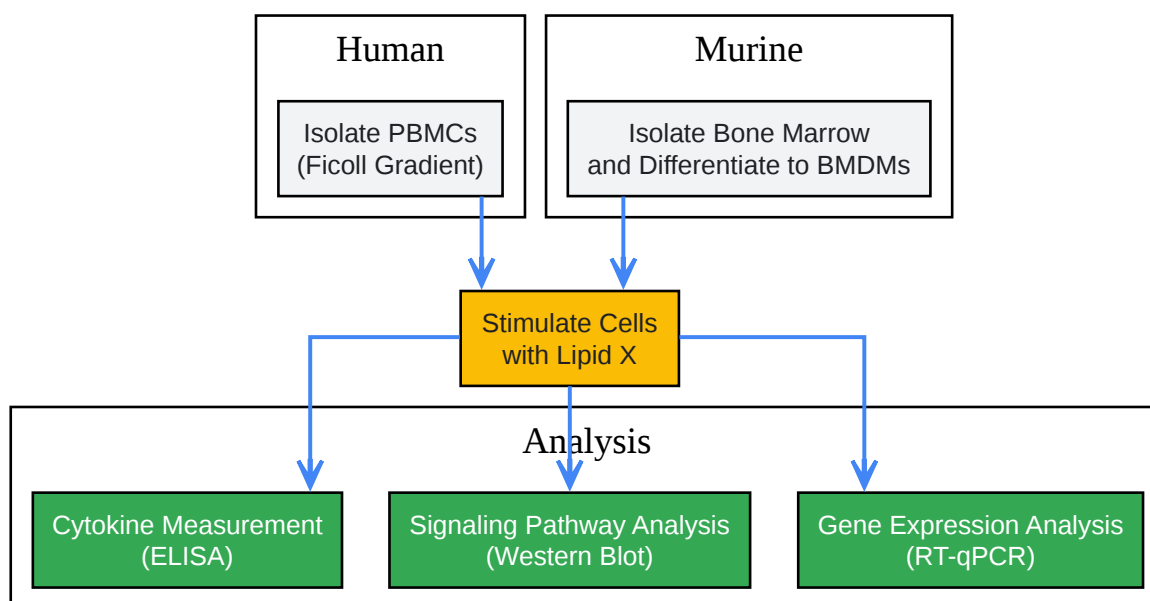 Human
Murine
Isolate PBMCs
(Ficoll Gradient)
Isolate Bone Marrow
and Differentiate to BMDMs
Stimulate Cells
with Lipid X
Analysis
Cytokine Measurement
(ELISA)
Signaling Pathway Analysis
(Western Blot)
Gene Expression Analysis
(RT-qPCR)